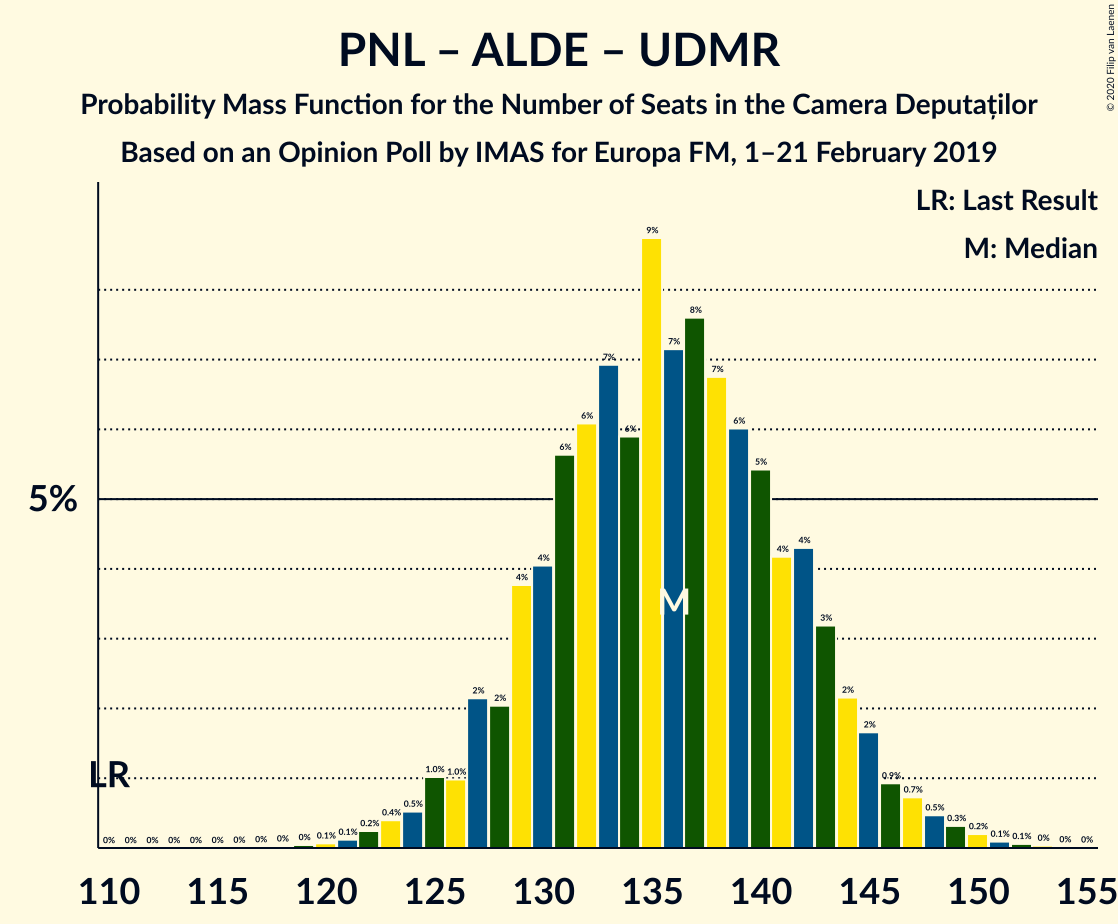 PNL – ALDE – UDMR
Probability Mass Function for the Number of Seats in the Camera Deputaților
Based on an Opinion Poll by IMAS for Europa FM, 1–21 February 2019
© 2020 Filip van Laenen
LR: Last Result
M: Median
5%
LR
M
0% 0% 0% 0% 0% 0% 0% 0% 0% 0% 0.1% 0.1% 0.2% 0.4% 0.5% 1.0% 1.0% 2% 2% 4% 4% 6% 6% 7% 6% 9% 7% 8% 7% 6% 5% 4% 4% 3% 2% 2% 0.9% 0.7% 0.5% 0.3% 0.2% 0.1% 0.1% 0% 0% 0%
110 115 120 125 130 135 140 145 150 155